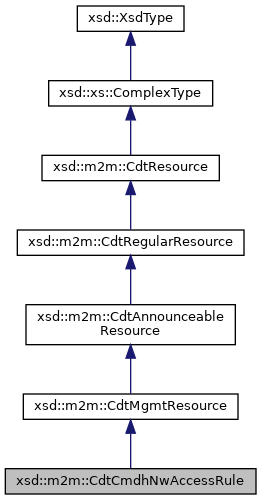 xsd::XsdType
xsd::xs::ComplexType
xsd::m2m::CdtResource
xsd::m2m::CdtRegularResource
xsd::m2m::CdtAnnounceable
Resource
xsd::m2m::CdtMgmtResource
xsd::m2m::CdtCmdhNwAccessRule